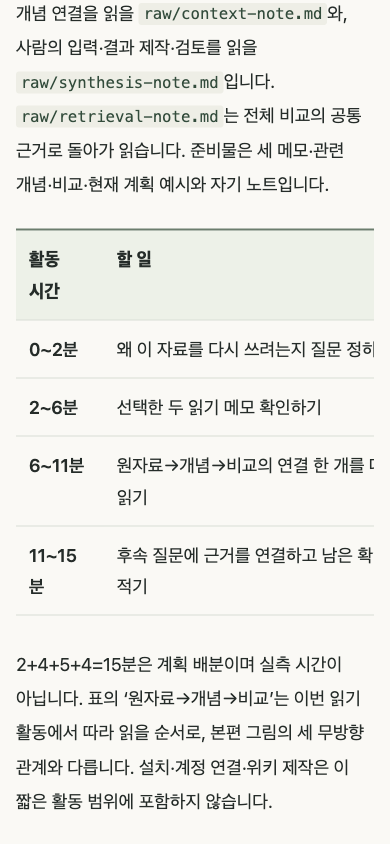 개념 연결을 읽을 raw/context-note.md와,
사람의 입력·결과 제작·검토를 읽을
raw/synthesis-note.md입니다.
raw/retrieval-note.md는 전체 비교의 공통
근거로 돌아가 읽습니다. 준비물은 세 메모·관련
개념·비교·현재 계획 예시와 자기 노트입니다.
활동 시간 할 일
0~2분 왜 이 자료를 다시 쓰려는지 질문
2~6분 선택한 두 읽기 메모 확인하기
6~11분 원자료→개념→비교의 연결 한 개를
읽기
11~15분 후속 질문에 근거를 연결하고 남은
적기
2+4+5+4=15분은 계획 배분이며 실측 시간이
아닙니다. 표의 ‘원자료→개념→비교’는 이번 읽기
활동에서 따라 읽을 순서로, 본편 그림의 세 무방향
관계와 다릅니다. 설치·계정 연결·위키 제작은 이
짧은 활동 범위에 포함하지 않습니다.